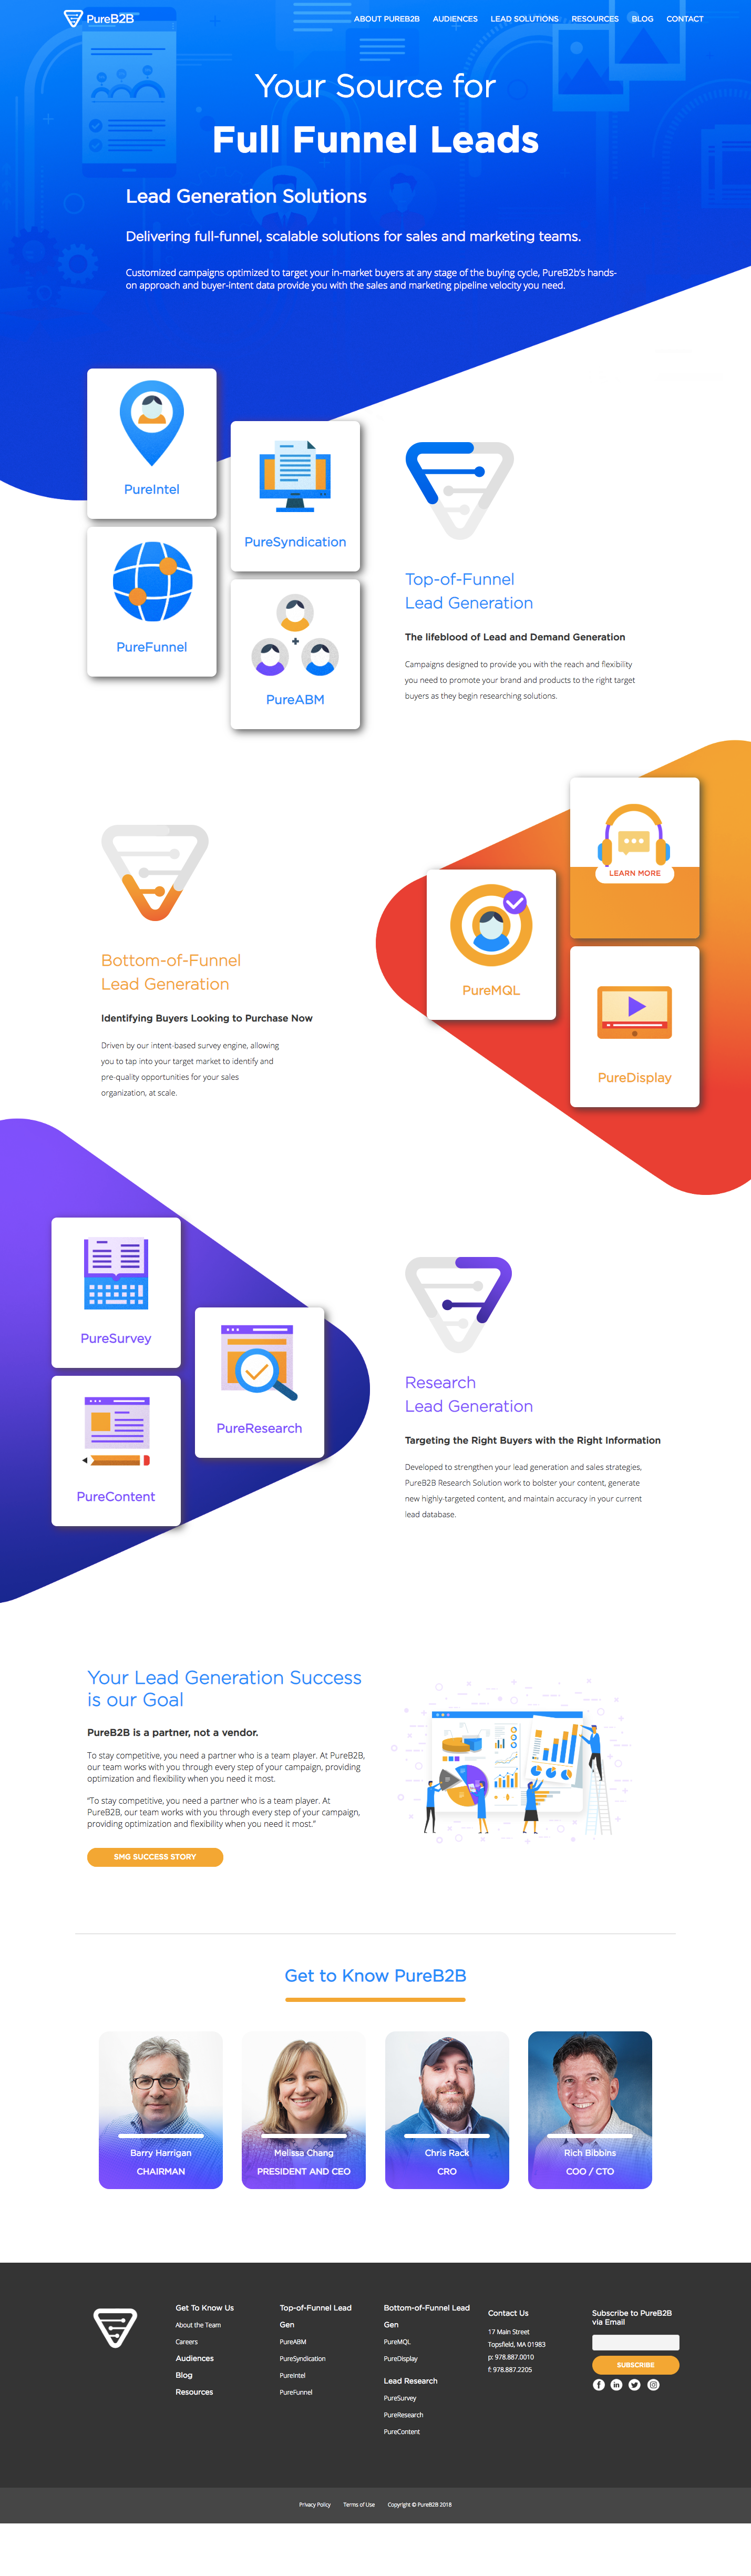 PureB2B
ABOUT PUREB2B AUDIENCES LEAD SOLUTIONS RESOURCES BLOG CONTACT
Your Source for
Full Funnel Leads
Lead Generation Solutions
Delivering full-funnel, scalable solutions for sales and marketing teams.
Customized campaigns optimized to target your in-market buyers at any stage of the buying cycle, PureB2b's hands-
on approach and buyer-intent data provide you with the sales and marketing pipeline velocity you need.
PureIntel
PureSyndication
PureFunnel
PureABM
Top-of-Funnel
Lead Generation
The lifeblood of Lead and Demand Generation
Campaigns designed to provide you with the reach and flexibility
you need to promote your brand and products to the right target
buyers as they begin researching solutions.
Bottom-of-Funnel
Lead Generation
Identifying Buyers Looking to Purchase Now
Driven by our intent-based survey engine, allowing
you to tap into your target market to identify and
pre-quality opportunities for your sales
organization, at scale.
LEARN MORE
PureMQL
PureDisplay
PureSurvey
PureResearch
PureContent
Research
Lead Generation
Targeting the Right Buyers with the Right Information
Developed to strengthen your lead generation and sales strategies,
PureB2B Research Solution work to bolster your content, generate
new highly-targeted content, and maintain accuracy in your current
lead database.
Your Lead Generation Success
is our Goal
PureB2B is a partner, not a vendor.
To stay competitive, you need a partner who is a team player. At PureB2B,
our team works with you through every step of your campaign, providing
optimization and flexibility when you need it most.
"To stay competitive, you need a partner who is a team player. At
PureB2B, our team works with you through every step of your campaign,
providing optimization and flexibility when you need it most."
SMG SUCCESS STORY
Get to Know PureB2B
Barry Harrigan
CHAIRMAN
Melissa Chang
PRESIDENT AND CEO
Chris Rack
CRO
Rich Bibbins
COO / CTO
Get To Know Us
About the Team
Careers
Audiences
Blog
Resources
Top-of-Funnel Lead
Gen
PureABM
PureSyndication
PureIntel
PureFunnel
Bottom-of-Funnel Lead
Gen
PureMQL
PureDisplay
Lead Research
PureSurvey
PureResearch
PureContent
Contact Us
17 Main Street
Topsfield, MA 01983
p: 978.887.0010
f: 978.887.2205
Subscribe to PureB2B
via Email
SUBSCRIBE
Privacy Policy Terms of Use Copyright © PureB2B 2018